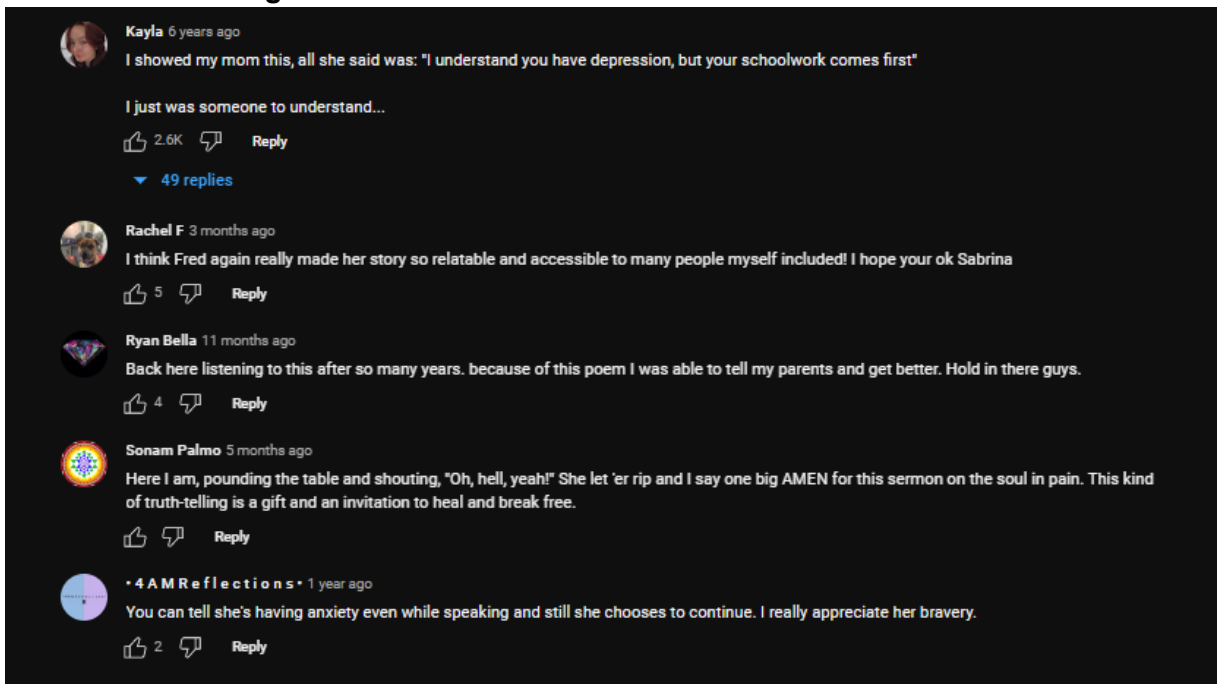 Kayla 6 years ago
I showed my mom this, all she said was: "I understand you have depression, but your schoolwork comes first"
I just was someone to understand...
2.6K Reply
49 replies
Rachel F 3 months ago
I think Fred again really made her story so relatable and accessible to many people myself included! I hope your ok Sabrina
5 Reply
Ryan Bella 11 months ago
Back here listening to this after so many years. because of this poem I was able to tell my parents and get better. Hold in there guys.
4 Reply
Sonam Palmo 5 months ago
Here I am, pounding the table and shouting, "Oh, hell, yeah!" She let 'er rip and I say one big AMEN for this sermon on the soul in pain. This kind
of truth-telling is a gift and an invitation to heal and break free.
Reply
• 4 A M R e f l e c t i o n s • 1 year ago
You can tell she's having anxiety even while speaking and still she chooses to continue. I really appreciate her bravery.
2 Reply